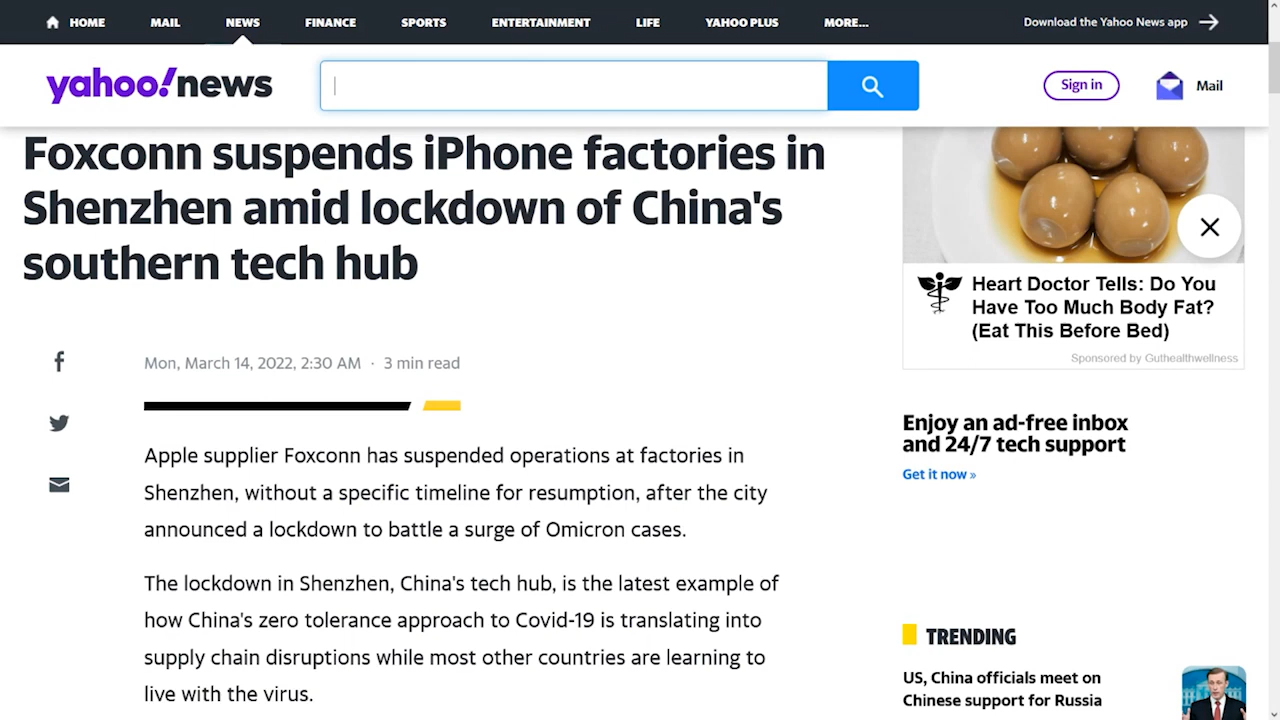 HOME MAIL NEWS FINANCE SPORTS ENTERTAINMENT LIFE YAHOO PLUS MORE... Download the Yahoo News app
yahoo!news Sign in Mail
Foxconn suspends iPhone factories in
Shenzhen amid lockdown of China's
southern tech hub
Mon, March 14, 2022, 2:30 AM · 3 min read
Apple supplier Foxconn has suspended operations at factories in
Shenzhen, without a specific timeline for resumption, after the city
announced a lockdown to battle a surge of Omicron cases.
The lockdown in Shenzhen, China's tech hub, is the latest example of
how China's zero tolerance approach to Covid-19 is translating into
supply chain disruptions while most other countries are learning to
live with the virus.
Heart Doctor Tells: Do You
Have Too Much Body Fat?
(Eat This Before Bed)
Sponsored by Guthealthwellness
Enjoy an ad-free inbox
and 24/7 tech support
Get it now »
TRENDING
US, China officials meet on
Chinese support for Russia